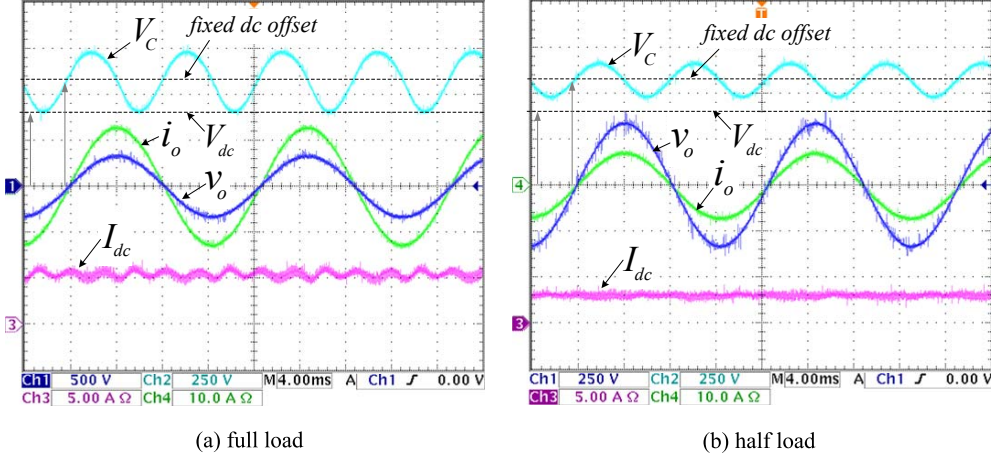 V_C
fixed dc offset
i_o
V_dc
v_o
I_dc
1
3
Ch1 500 V Ch2 250 V M 4.00ms A Ch1 ʃ 0.00 V
Ch3 5.00 A Ω Ch4 10.0 A Ω
(a) full load
T
V_C
fixed dc offset
V_dc
v_o
i_o
I_dc
4
3
Ch1 250 V Ch2 250 V M 4.00ms A Ch1 ʃ 0.00 V
Ch3 5.00 A Ω Ch4 10.0 A Ω
(b) half load